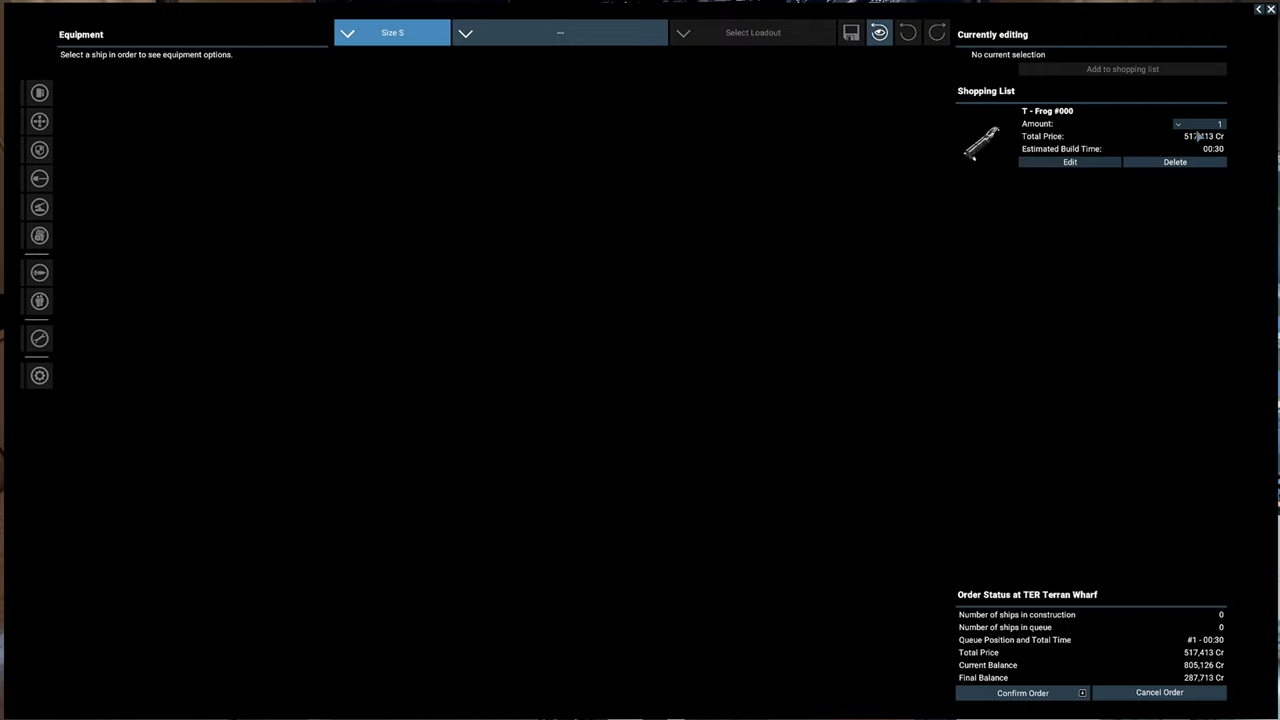 Equipment
Select a ship in order to see equipment options.
Size S
--
Select Loadout
Currently editing
No current selection
Add to shopping list
Shopping List
T - Frog #000
Amount: 1
Total Price: 517,413 Cr
Estimated Build Time: 00:30
Edit Delete
Order Status at TER Terran Wharf
Number of ships in construction 0
Number of ships in queue 0
Queue Position and Total Time #1 - 00:30
Total Price 517,413 Cr
Current Balance 805,126 Cr
Final Balance 287,713 Cr
Confirm Order Cancel Order